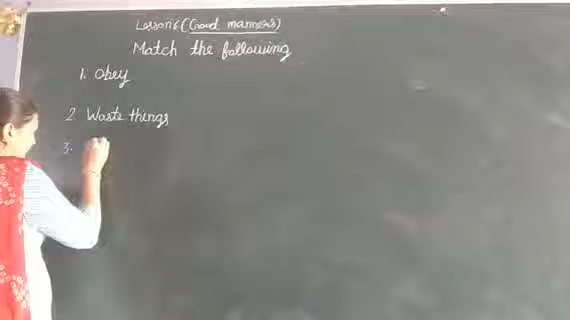 Lesson 6 (Good manners)
Match the following
1. Obey
2. Waste things
3.